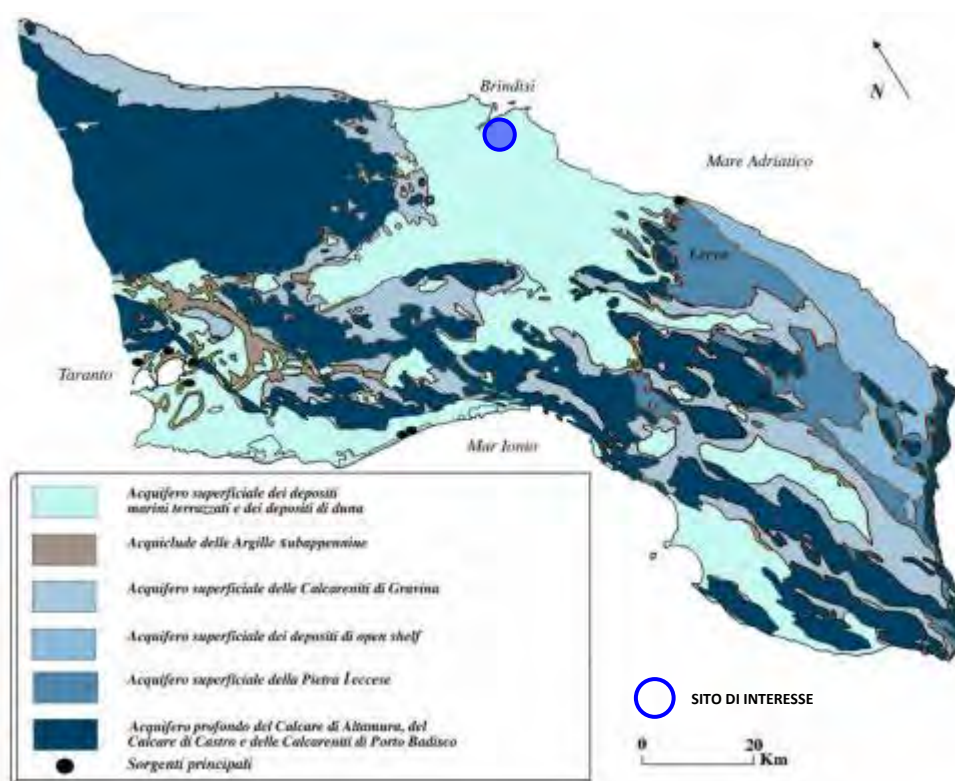 Brindisi
N
Mare Adriatico
Lecce
Taranto
Mar Ionio
Acquifero superficiale dei depositi
marini terrazzati e dei depositi di duna
Acquiclude delle Argille subappennine
Acquifero superficiale delle Calcareniti di Gravina
Acquifero superficiale dei depositi di open shelf
Acquifero superficiale della Pietra Leccese
Acquifero profondo del Calcare di Altamura, del
Calcare di Castro e delle Calcareniti di Porto Badisco
Sorgenti principali
SITO DI INTERESSE
0 20
Km